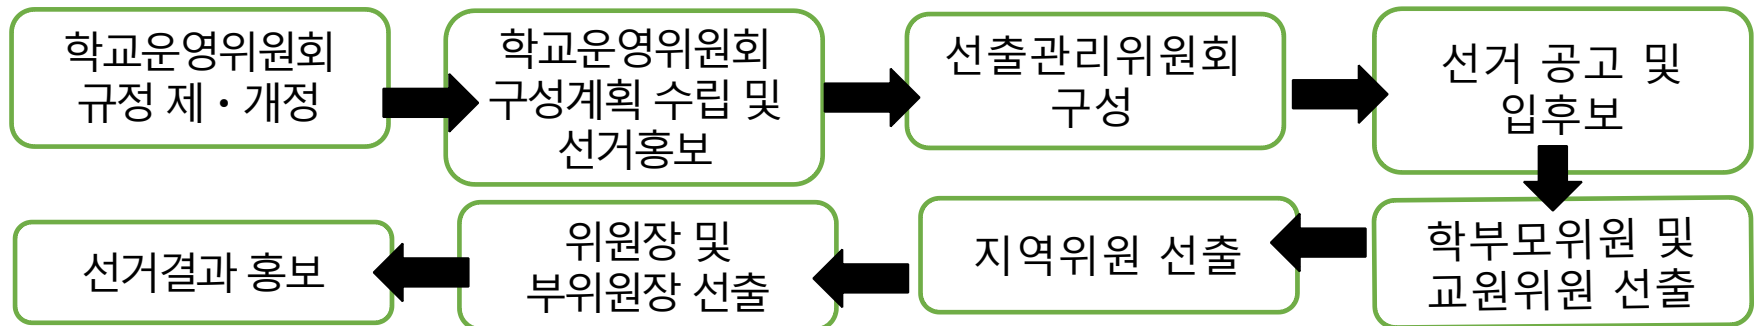 학교운영위원회
규정 제・개정
학교운영위원회
구성계획 수립 및
선거홍보
선출관리위원회
구성
선거 공고 및
입후보
학부모위원 및
교원위원 선출
지역위원 선출
위원장 및
부위원장 선출
선거결과 홍보